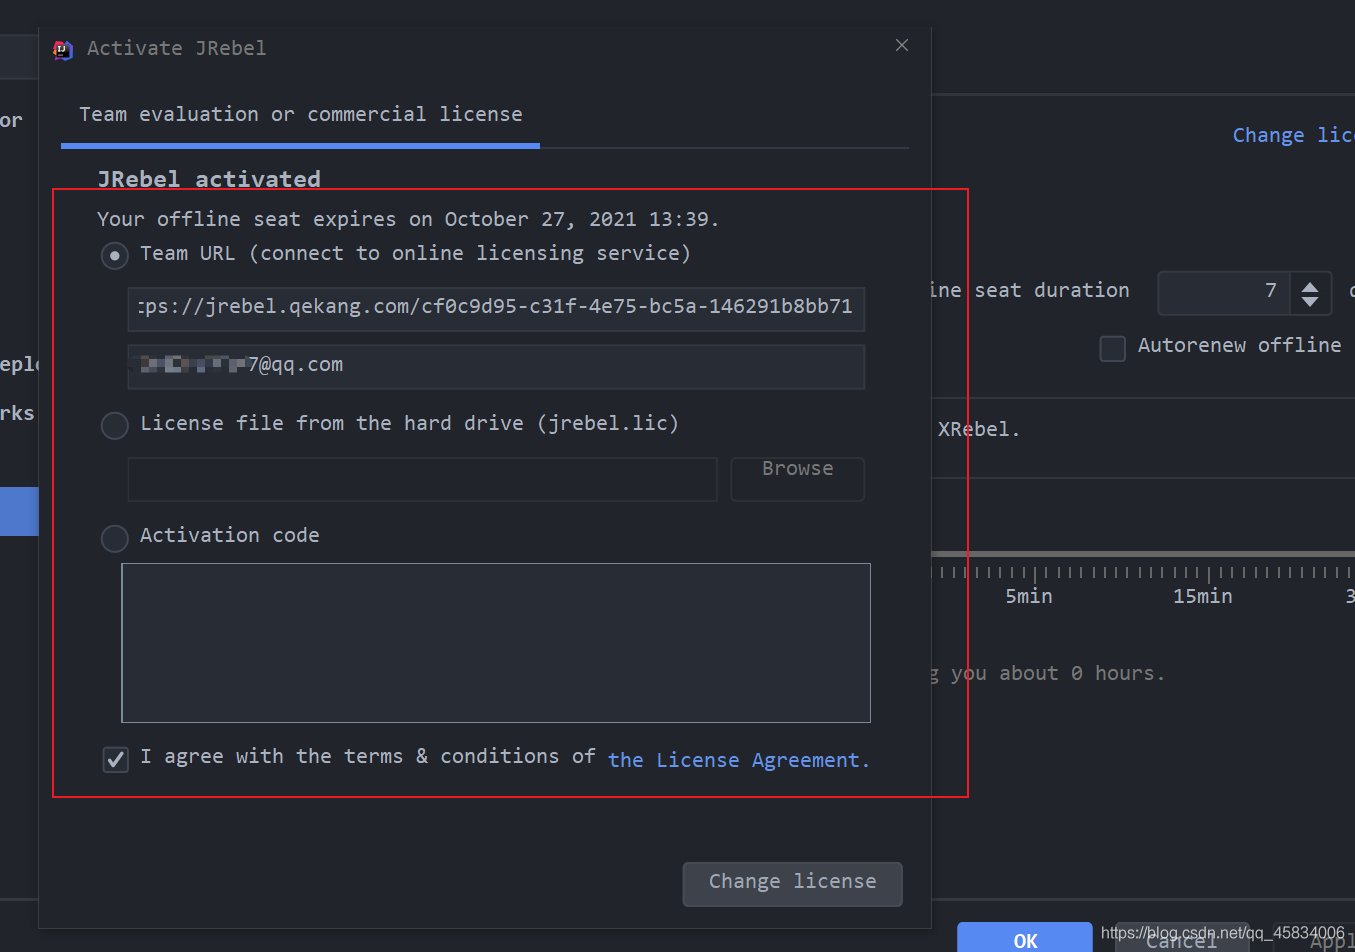 Activate JRebel
Team evaluation or commercial license
or
Change lic
JRebel activated
Your offline seat expires on October 27, 2021 13:39.
Team URL (connect to online licensing service)
tps://jrebel.qekang.com/cf0c9d95-c31f-4e75-bc5a-146291b8bb71
ine seat duration
7
Autorenew offline
7@qq.com
epl
rks
License file from the hard drive (jrebel.lic)
XRebel.
Browse
Activation code
5min
15min
3
g you about 0 hours.
I agree with the terms & conditions of the License Agreement.
Change license
OK
Cancel
Appl
https://blog.csdn.net/qq_45834006